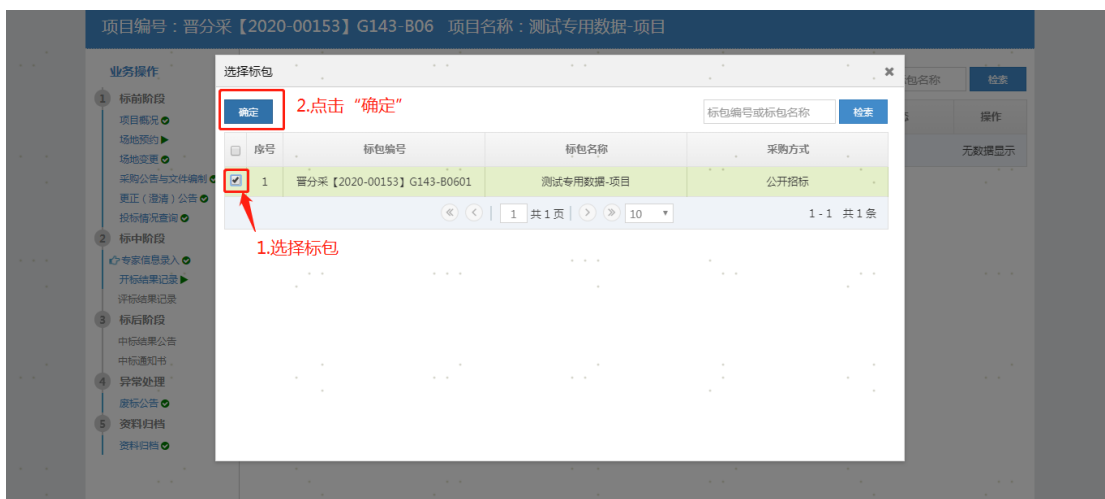 项目编号：晋分采【2020-00153】G143-B06 项目名称：测试专用数据-项目
业务操作
1 标前阶段
项目概况
场地预约
场地变更
采购公告与文件编制
更正（澄清）公告
投标情况查询
2 标中阶段
专家信息录入
开标结果记录
评标结果记录
3 标后阶段
中标结果公告
中标通知书
4 异常处理
废标公告
5 资料归档
资料归档
选择标包
确定 2.点击“确定” 标包编号或标包名称 检索
序号 标包编号 标包名称 采购方式
1 晋分采【2020-00153】G143-B0601 测试专用数据-项目 公开招标
1 共1页 10 1 - 1 共1条
1.选择标包
包名称 检索
操作
无数据显示